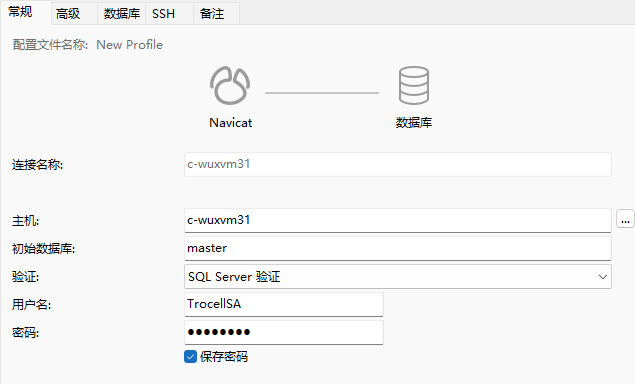 常规 高级 数据库 SSH 备注
配置文件名称: New Profile
Navicat 数据库
连接名称: c-wuxvm31
主机: c-wuxvm31 ...
初始数据库: master
验证: SQL Server 验证
用户名: TrocellSA
密码: ●●●●●●●●
保存密码